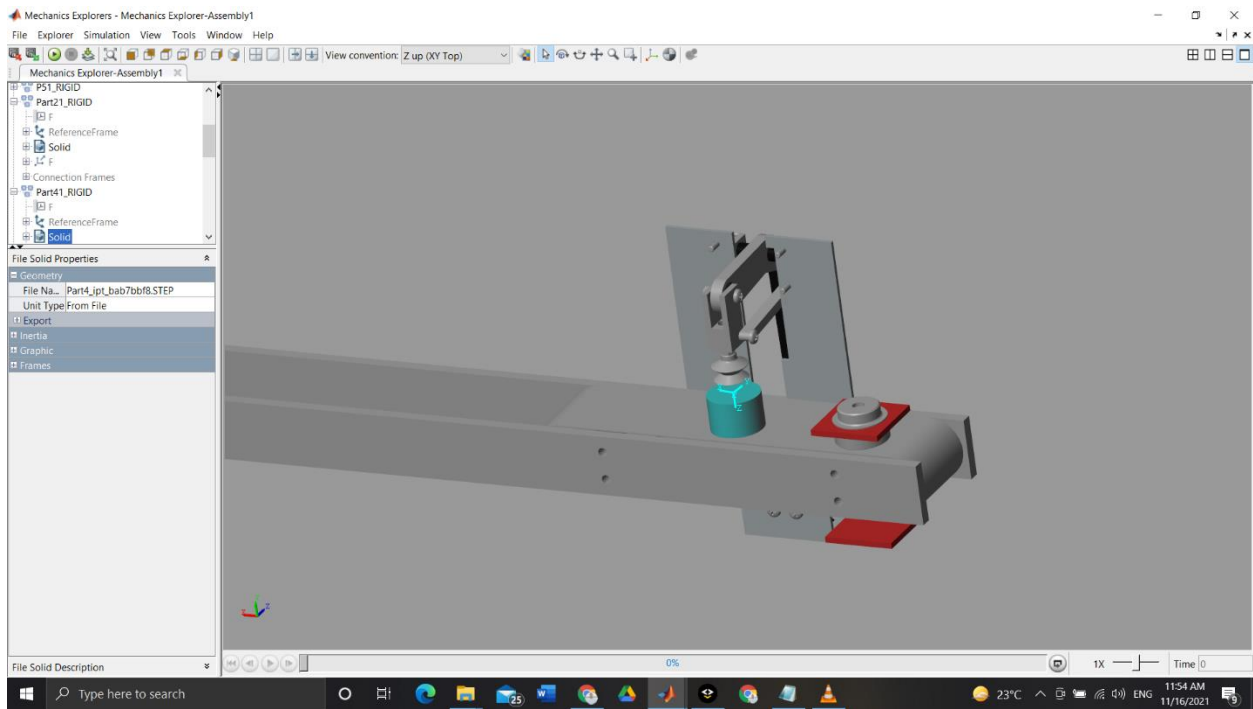 Mechanics Explorers - Mechanics Explorer-Assembly1
File Explorer Simulation View Tools Window Help
View convention: Z up (XY Top)
Mechanics Explorer-Assembly1
P51_RIGID
Part21_RIGID
F
ReferenceFrame
Solid
F
Connection Frames
Part41_RIGID
F
ReferenceFrame
Solid
File Solid Properties
Geometry
File Na... Part4_ipt_bab7bbf8.STEP
Unit Type From File
Export
Inertia
Graphic
Frames
z
File Solid Description
0%
1X
Time 0
Type here to search
25
W
23°C
ENG
11:54 AM
11/16/2021
9